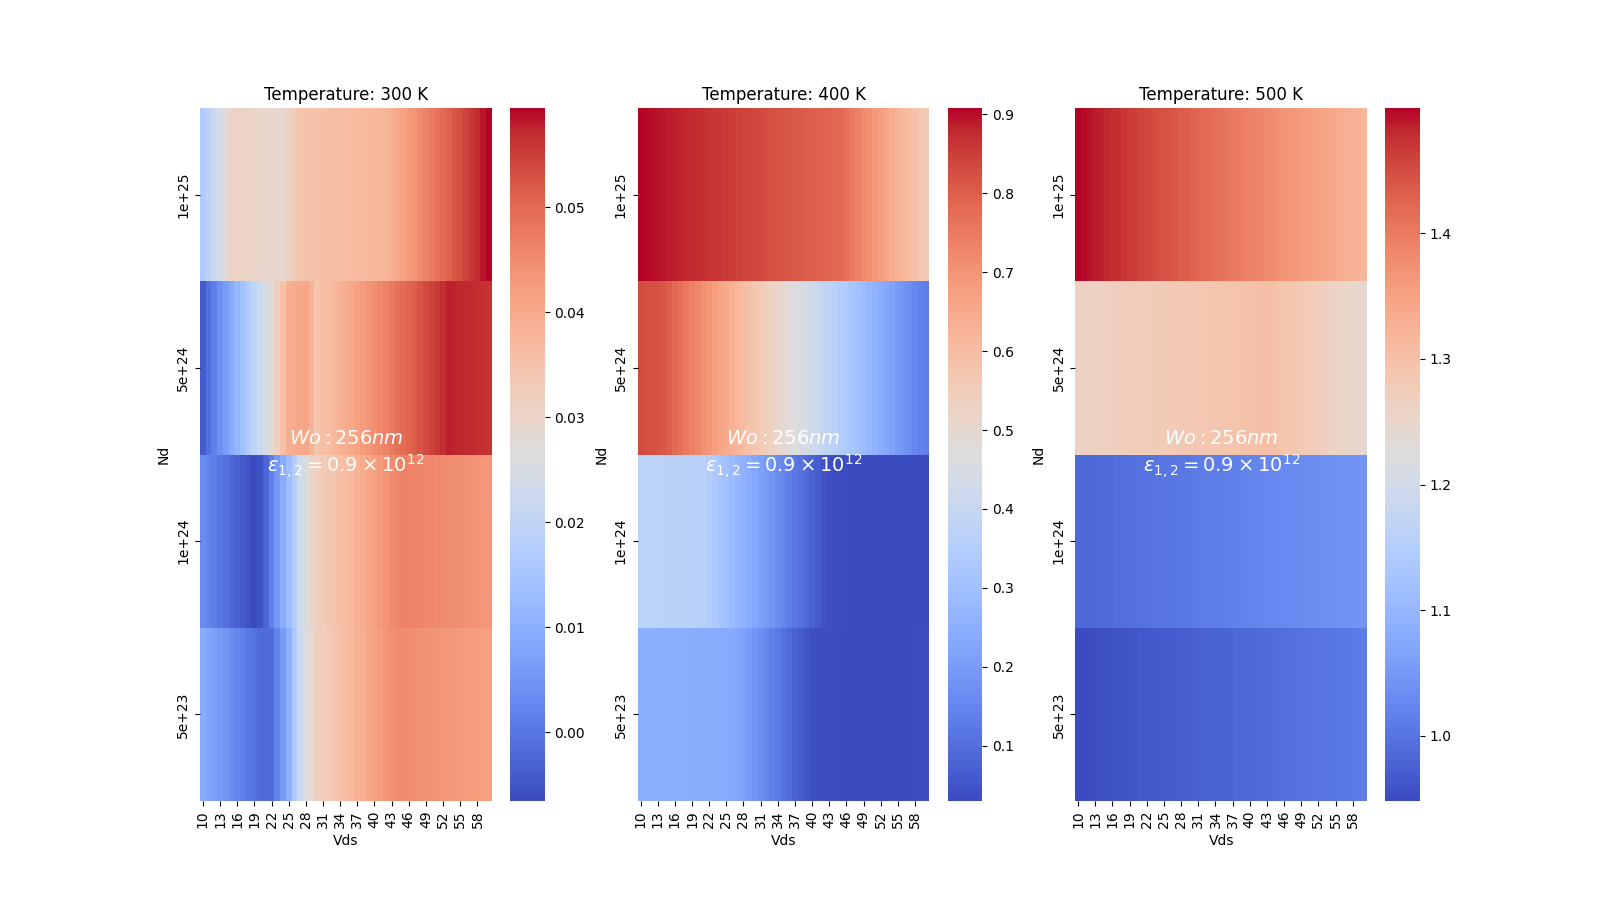 Temperature: 300 K
Nd
1e+25
5e+24
1e+24
5e+23
Wo : 256nm
ε₁,₂ = 0.9 × 10¹²
10 13 16 19 22 25 28 31 34 37 40 43 46 49 52 55 58
Vds
0.05
0.04
0.03
0.02
0.01
0.00
Temperature: 400 K
Nd
1e+25
5e+24
1e+24
5e+23
Wo : 256nm
ε₁,₂ = 0.9 × 10¹²
10 13 16 19 22 25 28 31 34 37 40 43 46 49 52 55 58
Vds
0.9
0.8
0.7
0.6
0.5
0.4
0.3
0.2
0.1
Temperature: 500 K
Nd
1e+25
5e+24
1e+24
5e+23
Wo : 256nm
ε₁,₂ = 0.9 × 10¹²
10 13 16 19 22 25 28 31 34 37 40 43 46 49 52 55 58
Vds
1.4
1.3
1.2
1.1
1.0